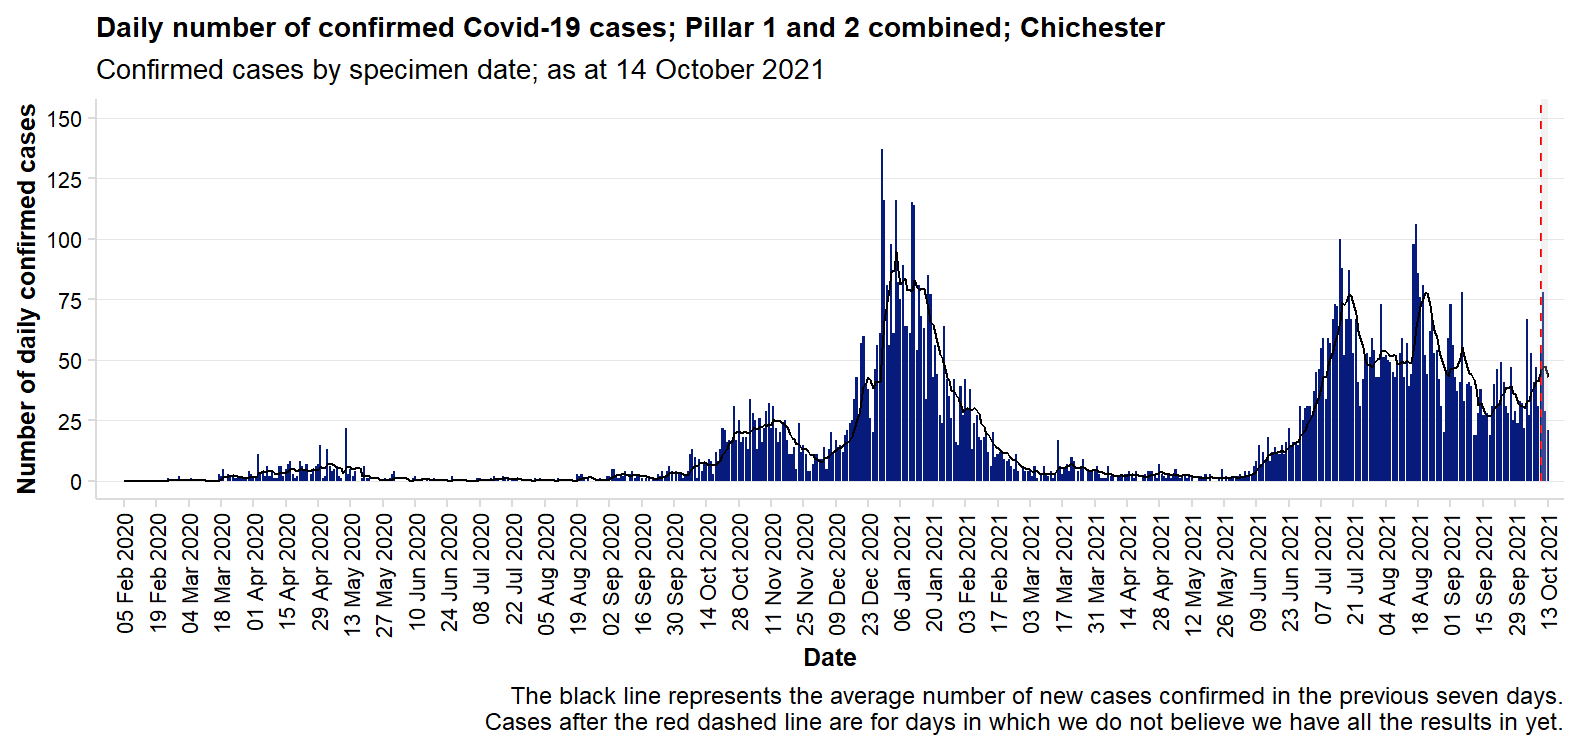 Daily number of confirmed Covid-19 cases; Pillar 1 and 2 combined; Chichester
Confirmed cases by specimen date; as at 14 October 2021
Number of daily confirmed cases
150
125
100
75
50
25
0
05 Feb 2020
19 Feb 2020
04 Mar 2020
18 Mar 2020
01 Apr 2020
15 Apr 2020
29 Apr 2020
13 May 2020
27 May 2020
10 Jun 2020
24 Jun 2020
08 Jul 2020
22 Jul 2020
05 Aug 2020
19 Aug 2020
02 Sep 2020
16 Sep 2020
30 Sep 2020
14 Oct 2020
28 Oct 2020
11 Nov 2020
25 Nov 2020
09 Dec 2020
23 Dec 2020
06 Jan 2021
20 Jan 2021
03 Feb 2021
17 Feb 2021
03 Mar 2021
17 Mar 2021
31 Mar 2021
14 Apr 2021
28 Apr 2021
12 May 2021
26 May 2021
09 Jun 2021
23 Jun 2021
07 Jul 2021
21 Jul 2021
04 Aug 2021
18 Aug 2021
01 Sep 2021
15 Sep 2021
29 Sep 2021
13 Oct 2021
Date
The black line represents the average number of new cases confirmed in the previous seven days.
Cases after the red dashed line are for days in which we do not believe we have all the results in yet.